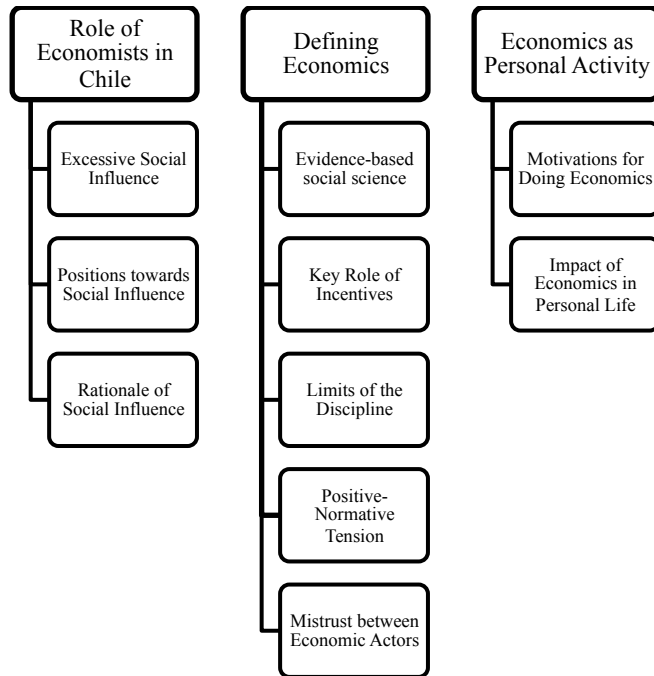 Role of
Economists in
Chile
Excessive Social
Influence
Positions towards
Social Influence
Rationale of
Social Influence
Defining
Economics
Evidence-based
social science
Key Role of
Incentives
Limits of the
Discipline
Positive-
Normative
Tension
Mistrust between
Economic Actors
Economics as
Personal Activity
Motivations for
Doing Economics
Impact of
Economics in
Personal Life